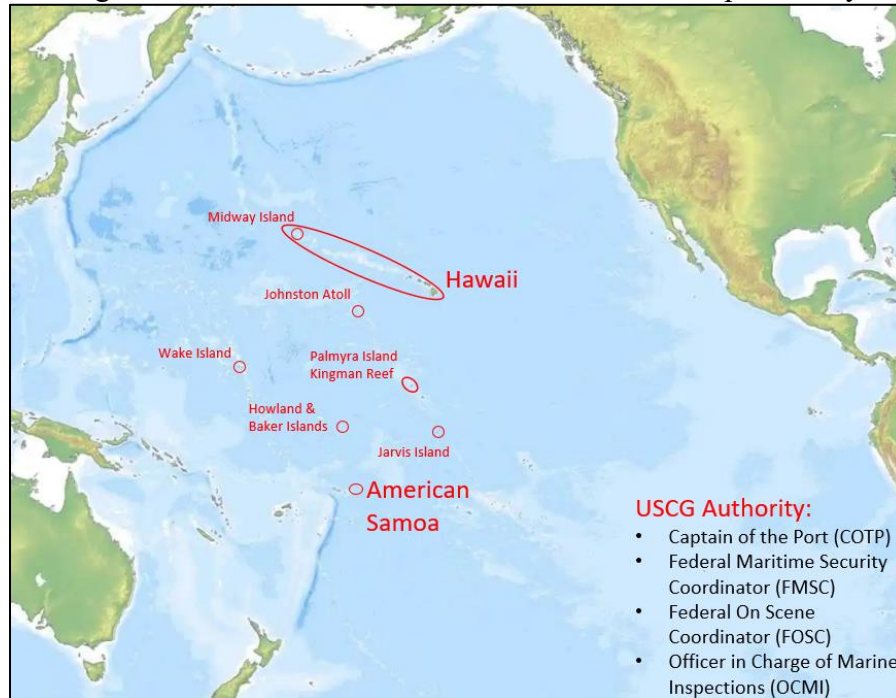 Midway Island
Hawaii
Johnston Atoll
Wake Island
Palmyra Island
Kingman Reef
Howland &
Baker Islands
Jarvis Island
American
Samoa
USCG Authority:
• Captain of the Port (COTP)
• Federal Maritime Security
Coordinator (FMSC)
• Federal On Scene
Coordinator (FOSC)
• Officer in Charge of Marine
Inspections (OCMI)